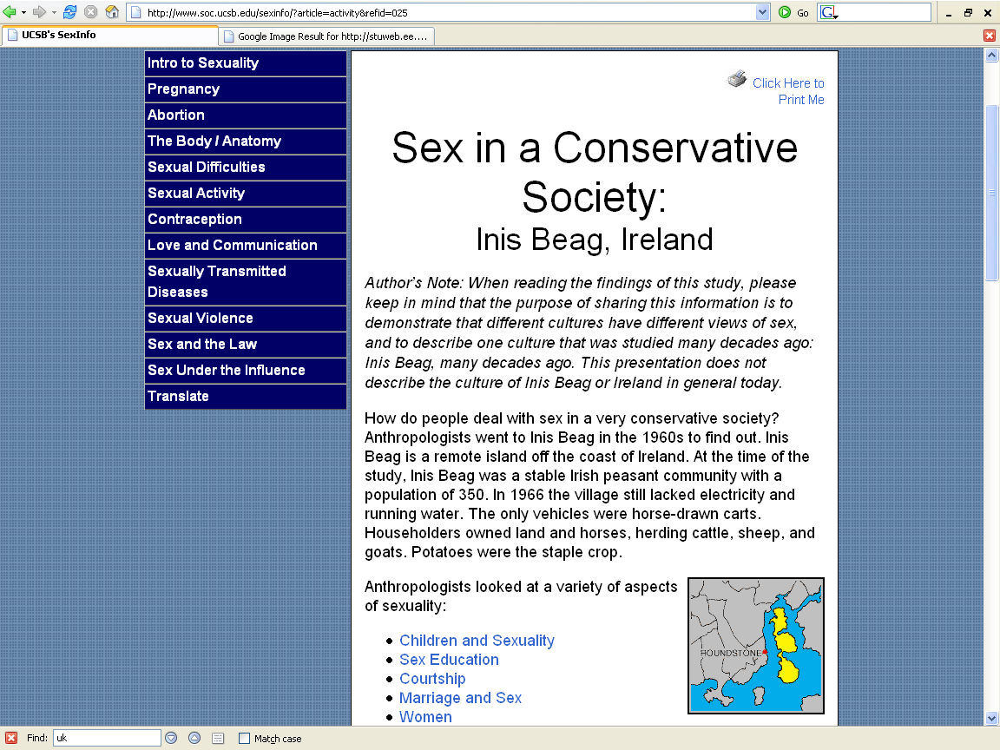 http://www.soc.ucsb.edu/sexinfo/?article=activity&refid=025
Go
UCSB's SexInfo
Google Image Result for http://stuweb.ee....
Intro to Sexuality
Pregnancy
Abortion
The Body / Anatomy
Sexual Difficulties
Sexual Activity
Contraception
Love and Communication
Sexually Transmitted
Diseases
Sexual Violence
Sex and the Law
Sex Under the Influence
Translate
Click Here to
Print Me
Sex in a Conservative
Society:
Inis Beag, Ireland
Author's Note: When reading the findings of this study, please
keep in mind that the purpose of sharing this information is to
demonstrate that different cultures have different views of sex,
and to describe one culture that was studied many decades ago:
Inis Beag, many decades ago. This presentation does not
describe the culture of Inis Beag or Ireland in general today.
How do people deal with sex in a very conservative society?
Anthropologists went to Inis Beag in the 1960s to find out. Inis
Beag is a remote island off the coast of Ireland. At the time of the
study, Inis Beag was a stable Irish peasant community with a
population of 350. In 1966 the village still lacked electricity and
running water. The only vehicles were horse-drawn carts.
Householders owned land and horses, herding cattle, sheep, and
goats. Potatoes were the staple crop.
Anthropologists looked at a variety of aspects
of sexuality:
ROUNDSTONE
Children and Sexuality
Sex Education
Courtship
Marriage and Sex
Women
Find:
uk
Match case